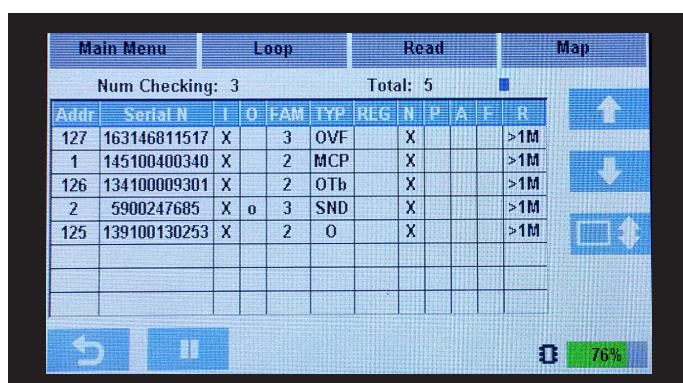 Main Menu Loop Read Map
Num Checking: 3 Total: 5
Addr Serial N I O FAM TYP REG N P A F R
127 163146811517 X 3 OVF X >1M
1 145100400340 X 2 MCP X >1M
126 134100009301 X 2 OTb X >1M
2 5900247685 X o 3 SND X >1M
125 139100130253 X 2 O X >1M
76%